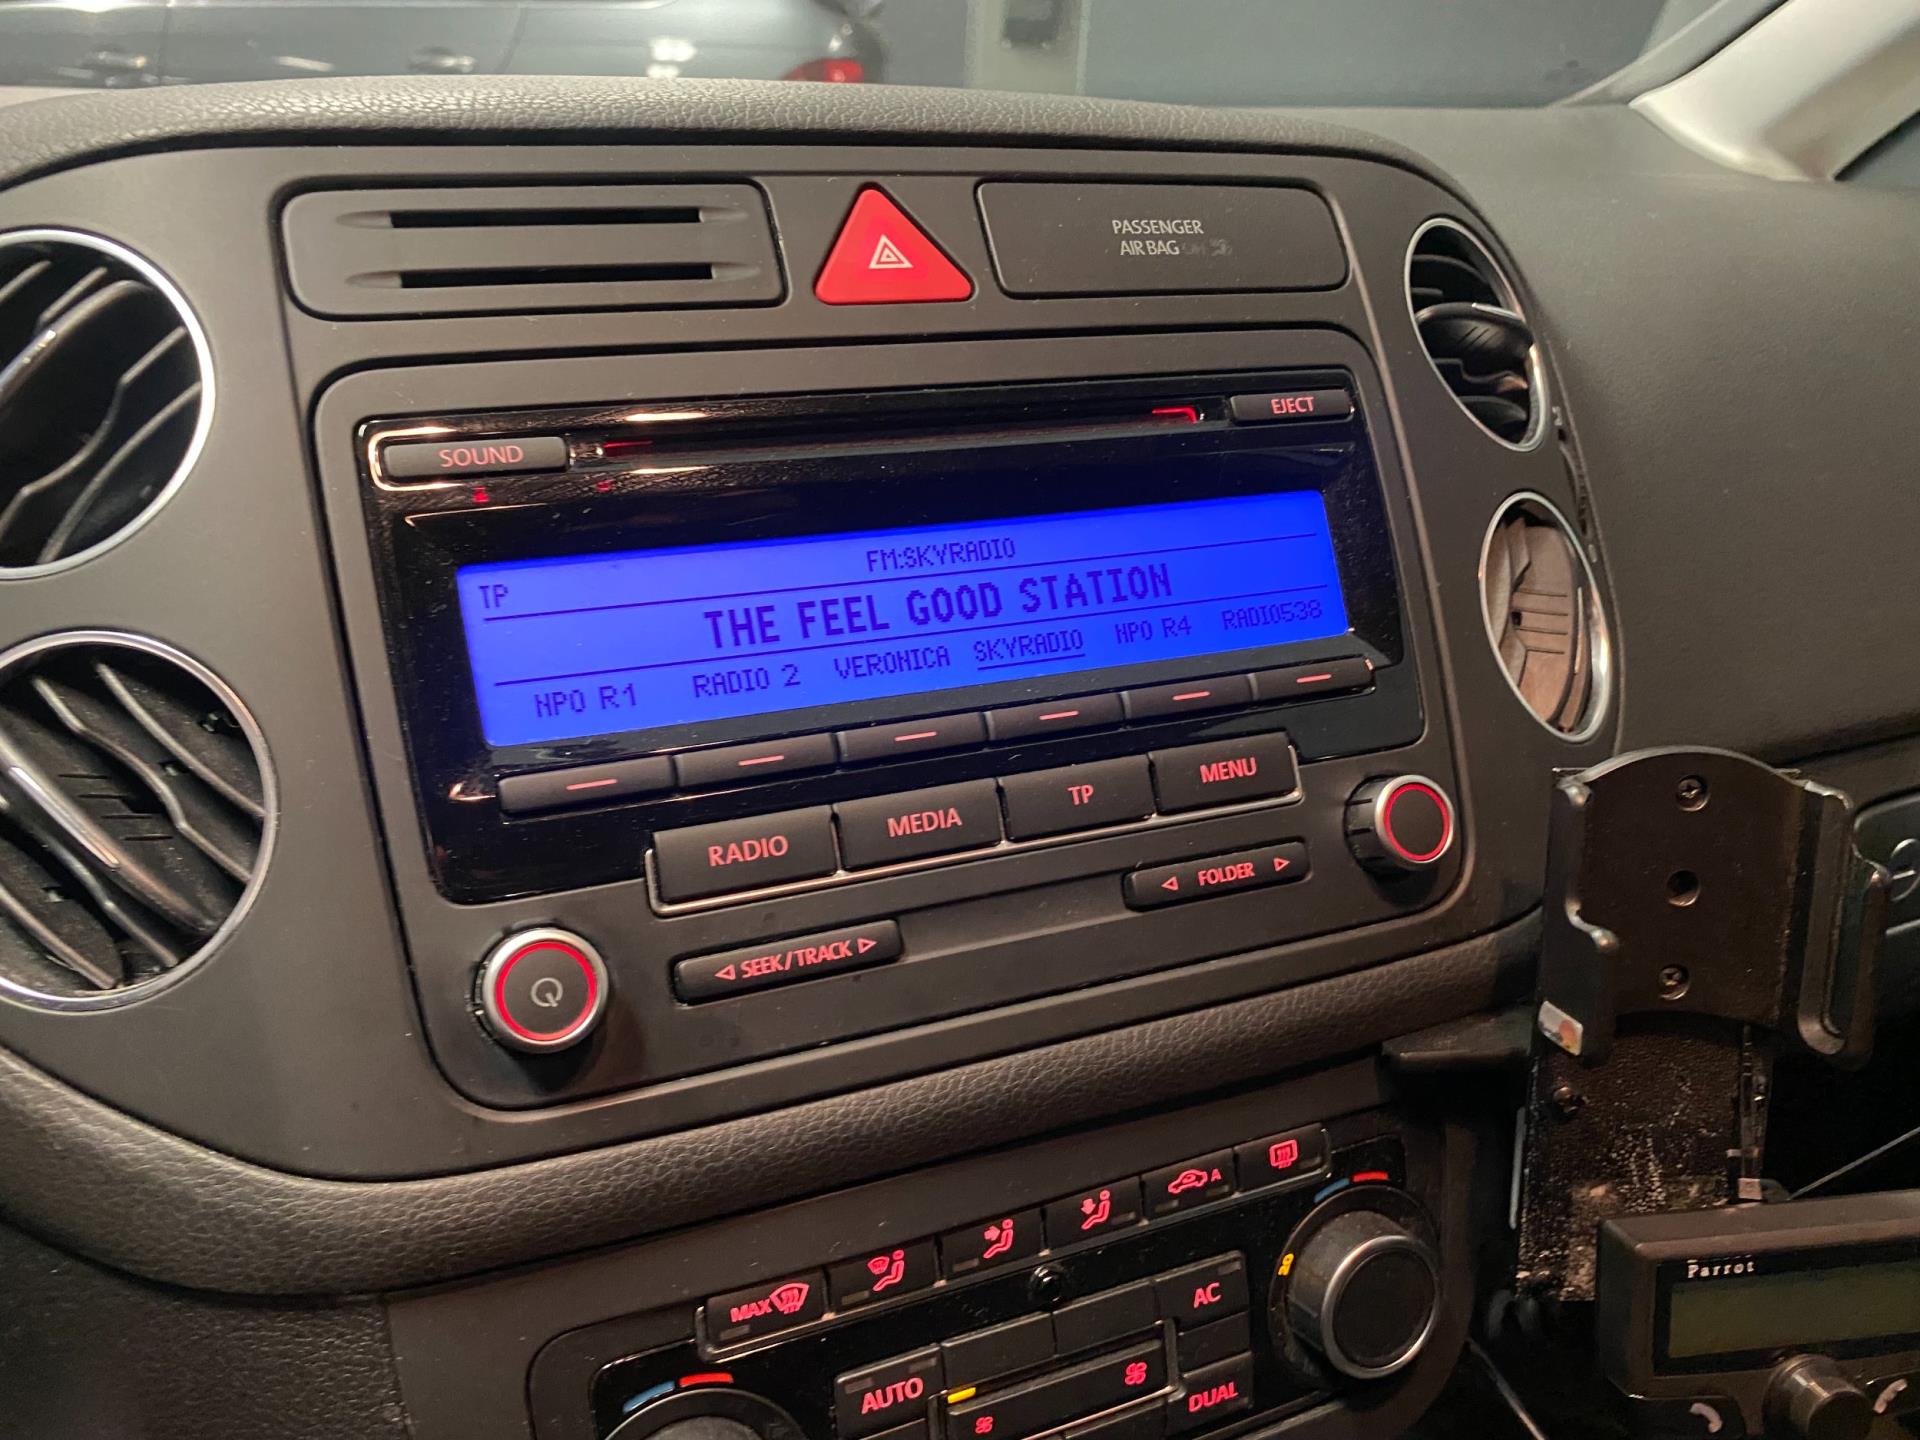 PASSENGER
AIR BAG
SOUND
EJECT
FM:SKYRADIO
TP
THE FEEL GOOD STATION
NPO R1 RADIO 2 VERONICA SKYRADIO NPO R4 RADIO538
RADIO MEDIA TP MENU
SEEK/TRACK
FOLDER
MAX
A
AC
AUTO
DUAL
20
Parrot